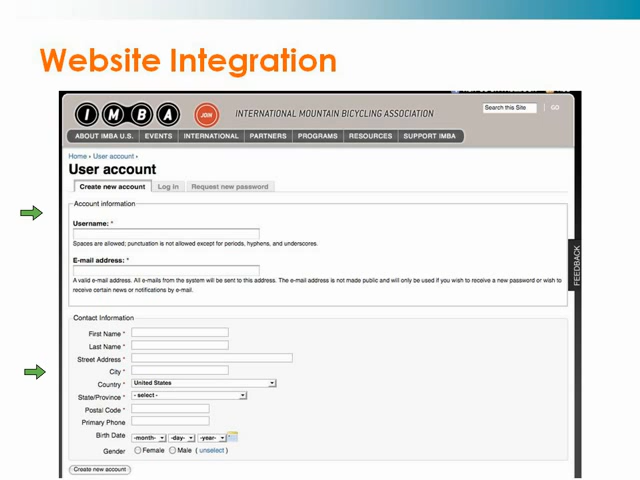 Website Integration
IMBA
JOIN
INTERNATIONAL MOUNTAIN BICYCLING ASSOCIATION
Search this Site
GO
ABOUT IMBA U.S. EVENTS INTERNATIONAL PARTNERS PROGRAMS RESOURCES SUPPORT IMBA
Home › User account ›
User account
Create new account Log in Request new password
Account information
Username: *
Spaces are allowed; punctuation is not allowed except for periods, hyphens, and underscores.
E-mail address: *
A valid e-mail address. All e-mails from the system will be sent to this address. The e-mail address is not made public and will only be used if you wish to receive a new password or wish to
receive certain news or notifications by e-mail.
FEEDBACK
Contact Information
First Name *
Last Name *
Street Address *
City *
Country * United States
State/Province * - select -
Postal Code *
Primary Phone
Birth Date -month- -day- -year-
Gender Female Male ( unselect )
Create new account